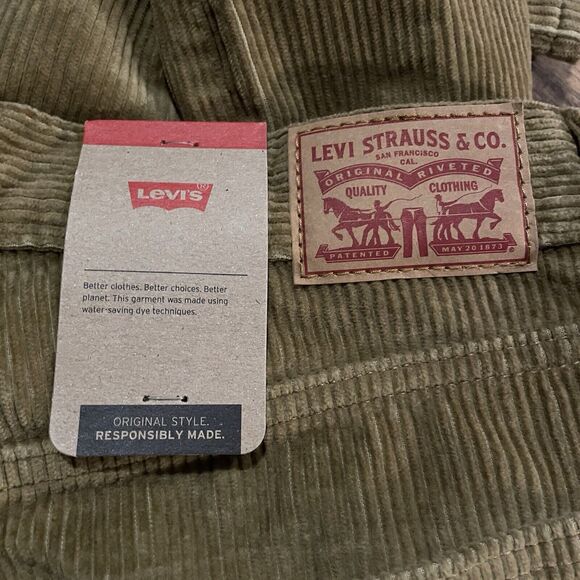 LEVI'S®
Better clothes. Better choices. Better
planet. This garment was made using
water-saving dye techniques.
ORIGINAL STYLE.
RESPONSIBLY MADE.
LEVI STRAUSS & CO.
SAN FRANCISCO
CAL.
ORIGINAL RIVETED
QUALITY CLOTHING
PATENTED MAY 20 1873